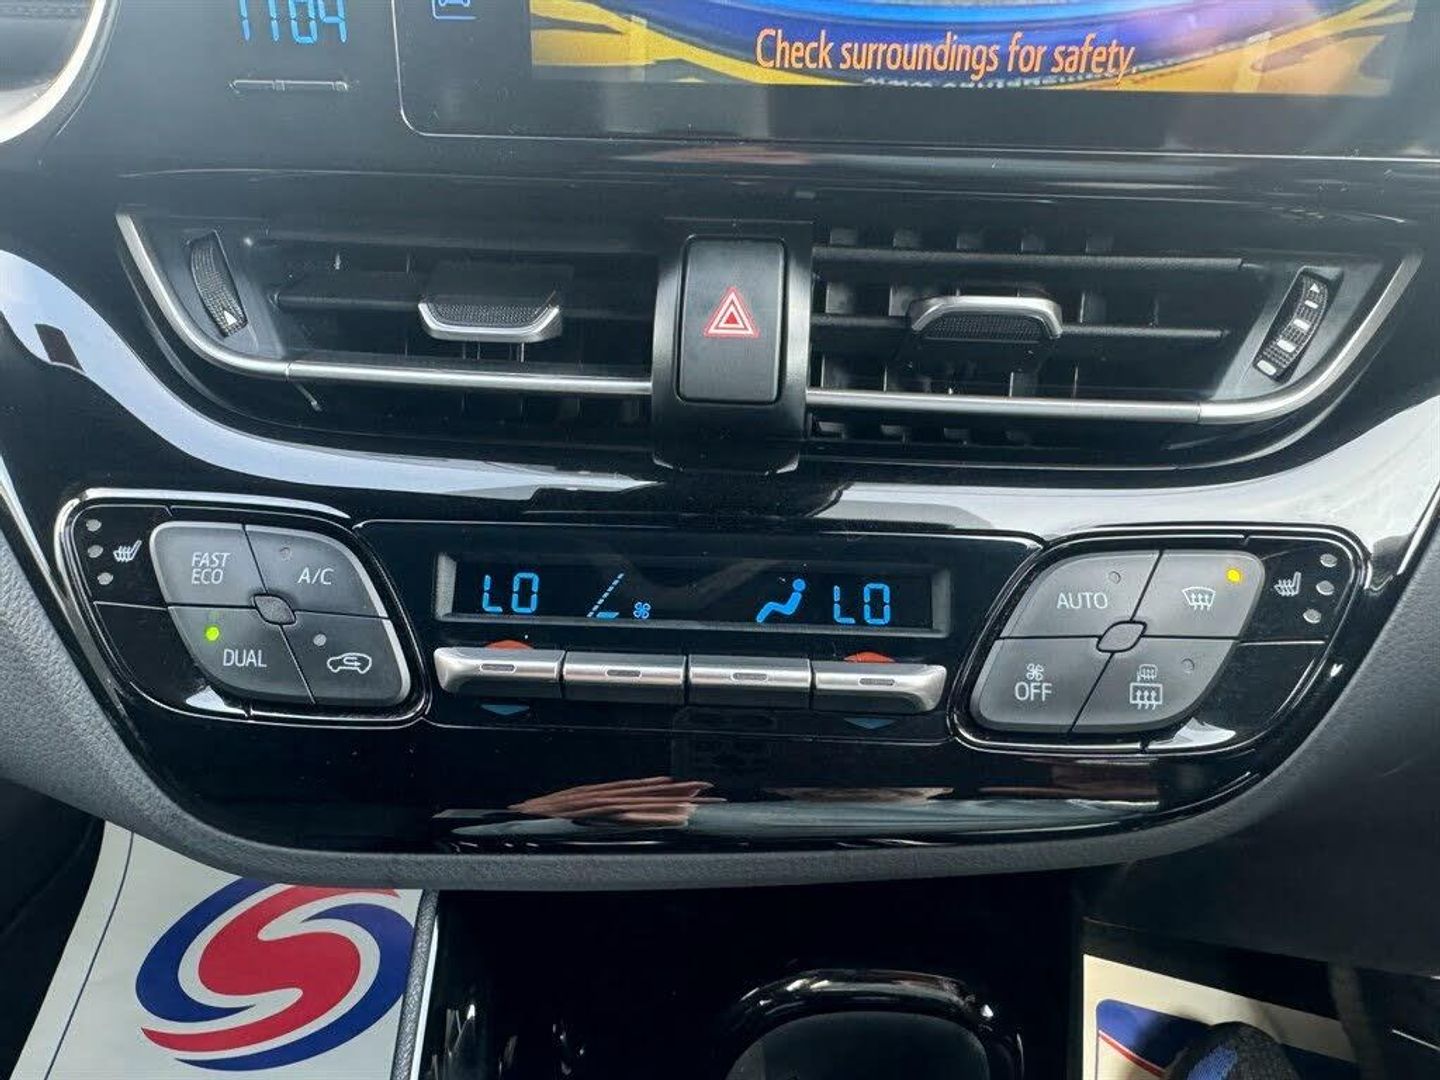 1104
Check surroundings for safety.
LO
LO
FAST
ECO
A/C
DUAL
AUTO
OFF